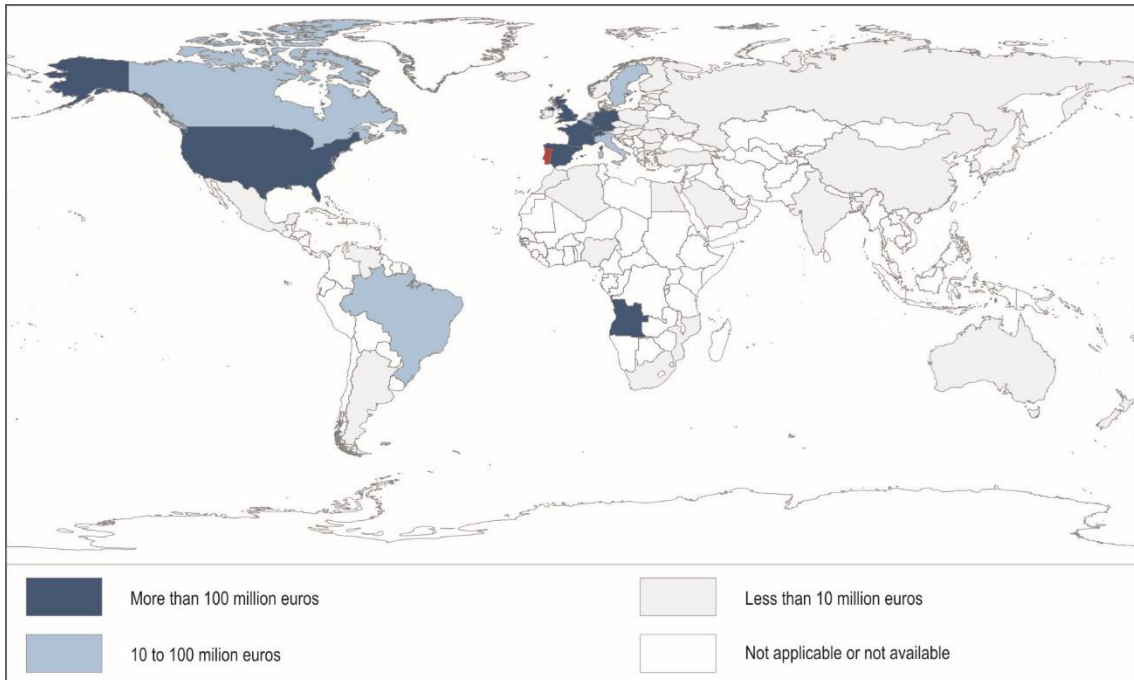 More than 100 million euros
10 to 100 milion euros
Less than 10 million euros
Not applicable or not available